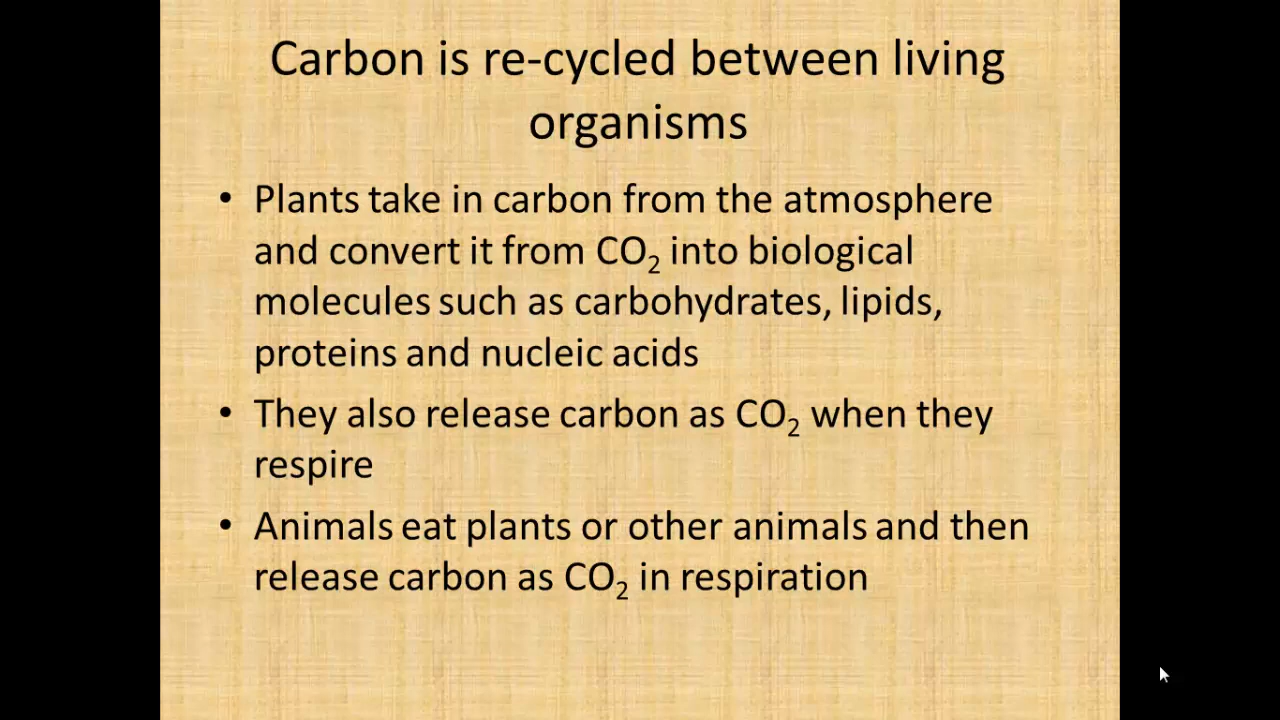 Carbon is re-cycled between living
organisms
• Plants take in carbon from the atmosphere
and convert it from CO₂ into biological
molecules such as carbohydrates, lipids,
proteins and nucleic acids
• They also release carbon as CO₂ when they
respire
• Animals eat plants or other animals and then
release carbon as CO₂ in respiration